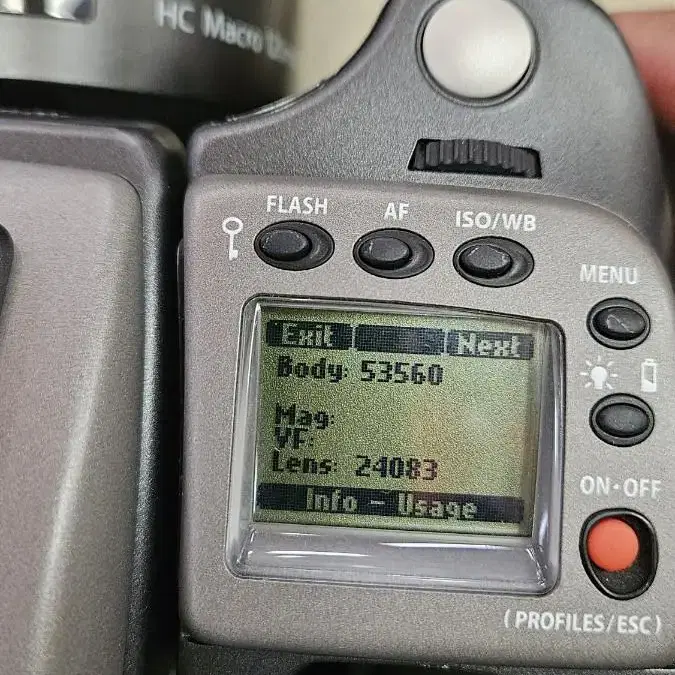 HC Macro
FLASH
AF
ISO/WB
MENU
Exit
Next
Body: 53560
Mag:
VF:
Lens: 24083
Info - Usage
ON•OFF
(PROFILES/ESC)